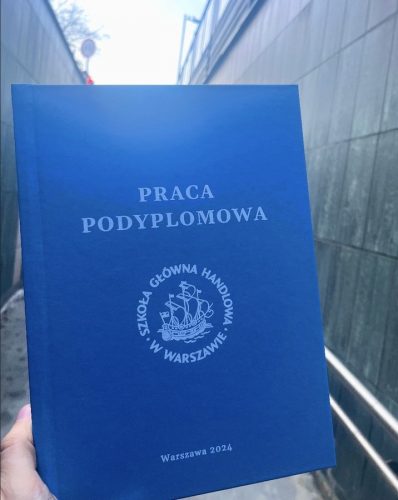 PRACA
PODYPLOMOWA
SZKOŁA GŁÓWNA HANDLOWA
• W WARSZAWIE •
Warszawa 2024